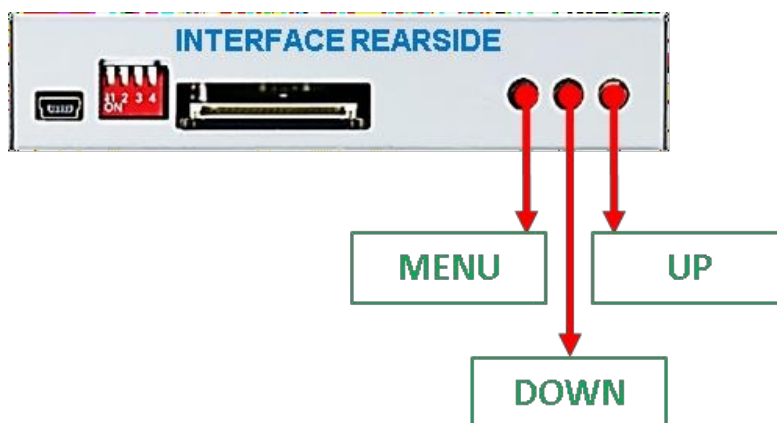 INTERFACE REARSIDE
1 2 3 4
ON
MENU
UP
DOWN